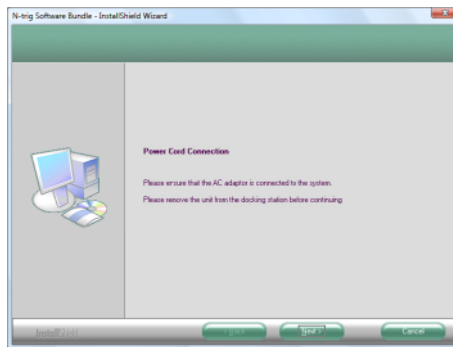 N-trig Software Bundle - InstallShield Wizard
Power Cord Connection
Please ensure that the AC adaptor is connected to the system.
Please remove the unit from the docking station before continuing
InstallShield
Next >
Cancel